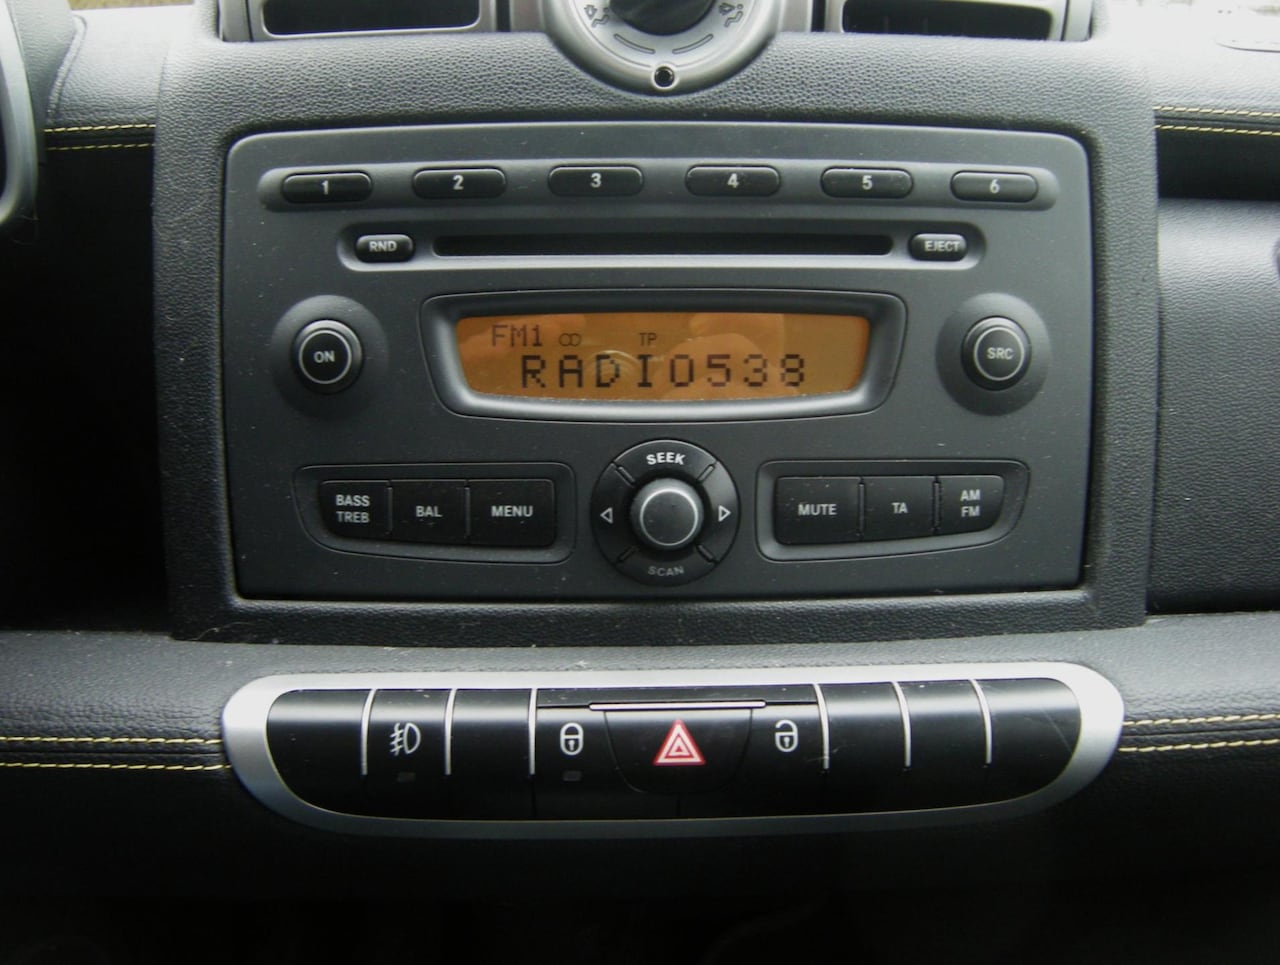 1 2 3 4 5 6
RND EJECT
FM1 TP
RADIO538
ON SRC
SEEK
BASS
TREB
BAL MENU
MUTE TA
AM
FM
SCAN